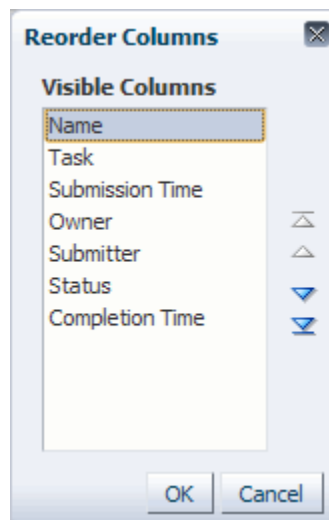 Reorder Columns
Visible Columns
Name
Task
Submission Time
Owner
Submitter
Status
Completion Time
OK Cancel